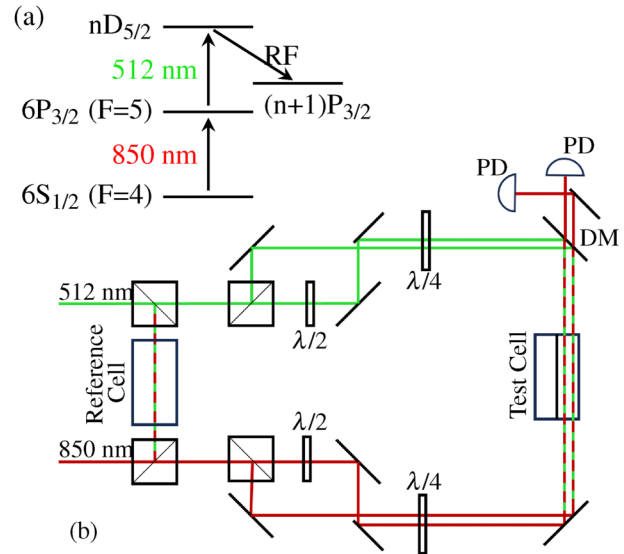 (a)
nD5/2
RF
512 nm
6P3/2 (F=5)
(n+1)P3/2
850 nm
6S1/2 (F=4)
PD
PD
DM
λ/4
512 nm
λ/2
Reference
Cell
Test Cell
850 nm
λ/2
λ/4
(b)